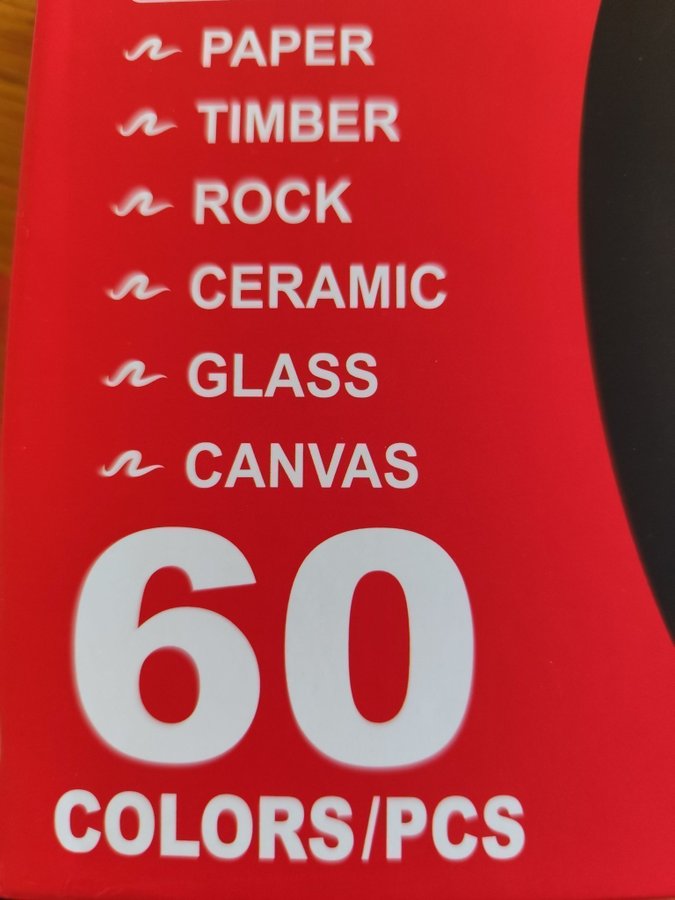 PAPER
TIMBER
ROCK
CERAMIC
GLASS
CANVAS
60
COLORS/PCS